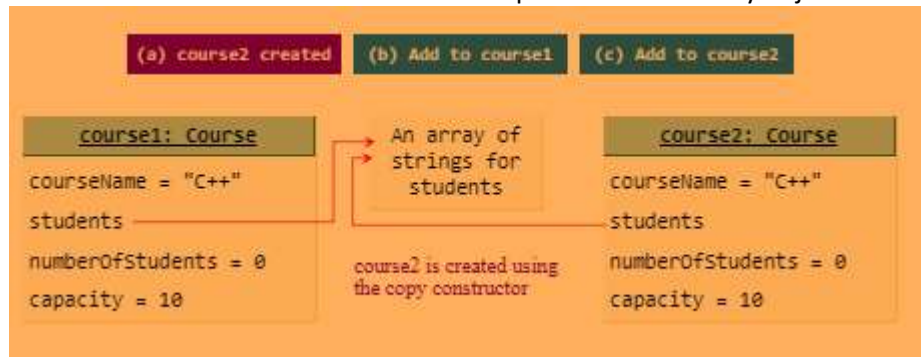 (a) course2 created (b) Add to course1 (c) Add to course2
course1: Course
courseName = "C++"
students
numberOfStudents = 0
capacity = 10
An array of
strings for
students
course2 is created using
the copy constructor
course2: Course
courseName = "C++"
students
numberOfStudents = 0
capacity = 10